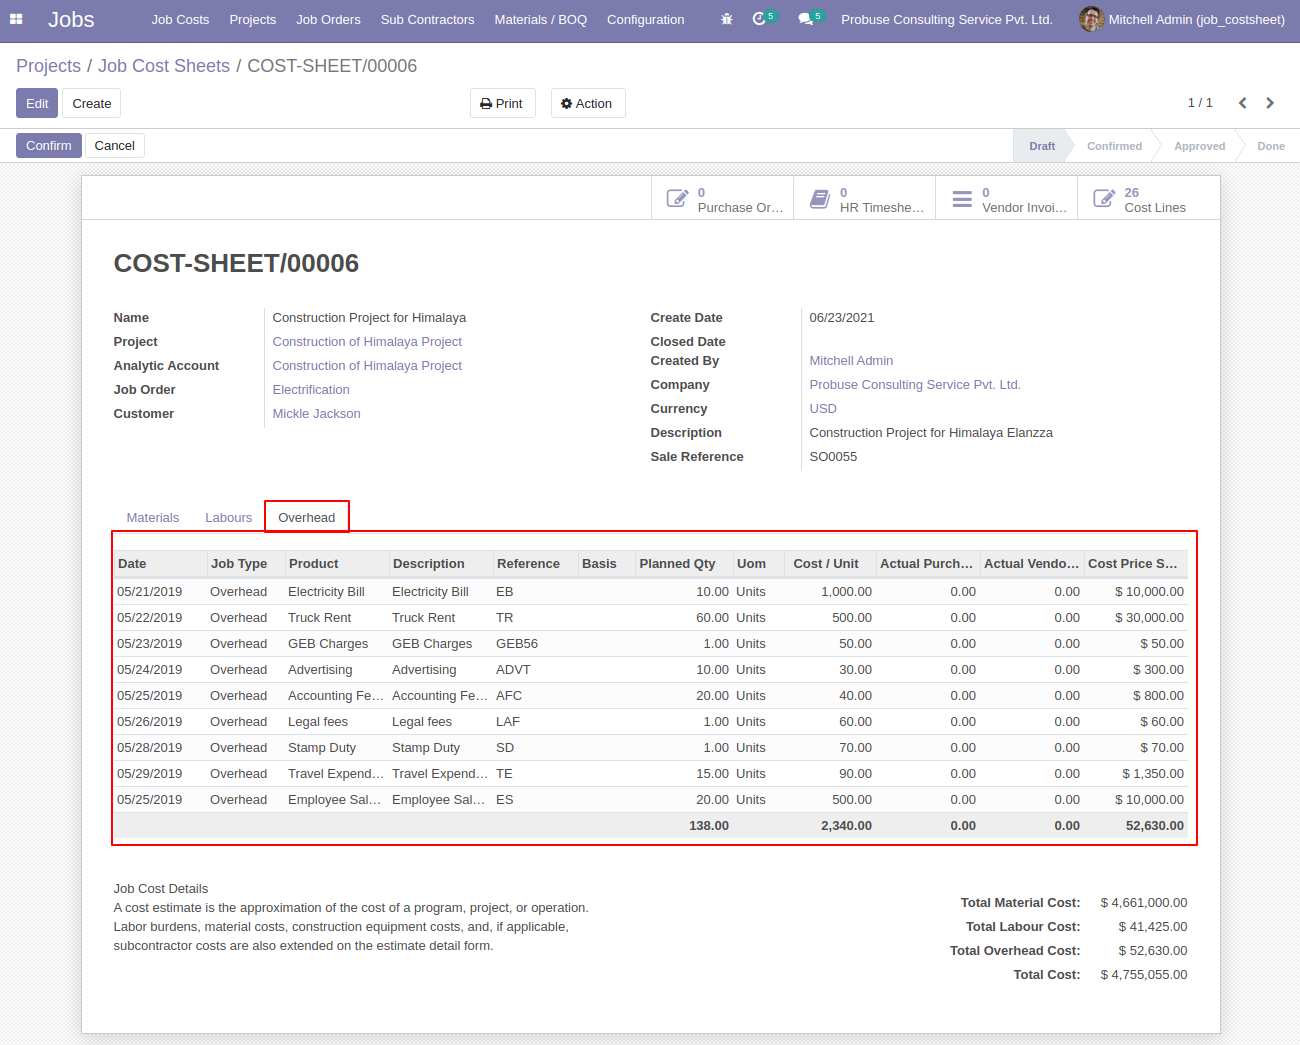 Jobs Job Costs Projects Job Orders Sub Contractors Materials / BOQ Configuration 5 5 Probuse Consulting Service Pvt. Ltd. Mitchell Admin (job_costsheet)
Projects / Job Cost Sheets / COST-SHEET/00006
Edit Create Print Action 1 / 1
Confirm Cancel Draft Confirmed Approved Done
0 Purchase Or... 0 HR Timeshe... 0 Vendor Invoi... 26 Cost Lines
COST-SHEET/00006
Name Construction Project for Himalaya
Project Construction of Himalaya Project
Analytic Account Construction of Himalaya Project
Job Order Electrification
Customer Mickle Jackson
Create Date 06/23/2021
Closed Date
Created By Mitchell Admin
Company Probuse Consulting Service Pvt. Ltd.
Currency USD
Description Construction Project for Himalaya Elanzza
Sale Reference SO0055
Materials Labours Overhead
Date Job Type Product Description Reference Basis Planned Qty Uom Cost / Unit Actual Purch... Actual Vendo... Cost Price S...
05/21/2019 Overhead Electricity Bill Electricity Bill EB 10.00 Units 1,000.00 0.00 0.00 $ 10,000.00
05/22/2019 Overhead Truck Rent Truck Rent TR 60.00 Units 500.00 0.00 0.00 $ 30,000.00
05/23/2019 Overhead GEB Charges GEB Charges GEB56 1.00 Units 50.00 0.00 0.00 $ 50.00
05/24/2019 Overhead Advertising Advertising ADVT 10.00 Units 30.00 0.00 0.00 $ 300.00
05/25/2019 Overhead Accounting Fe... Accounting Fe... AFC 20.00 Units 40.00 0.00 0.00 $ 800.00
05/26/2019 Overhead Legal fees Legal fees LAF 1.00 Units 60.00 0.00 0.00 $ 60.00
05/28/2019 Overhead Stamp Duty Stamp Duty SD 1.00 Units 70.00 0.00 0.00 $ 70.00
05/29/2019 Overhead Travel Expend... Travel Expend... TE 15.00 Units 90.00 0.00 0.00 $ 1,350.00
05/25/2019 Overhead Employee Sal... Employee Sal... ES 20.00 Units 500.00 0.00 0.00 $ 10,000.00
138.00 2,340.00 0.00 0.00 52,630.00
Job Cost Details
A cost estimate is the approximation of the cost of a program, project, or operation.
Labor burdens, material costs, construction equipment costs, and, if applicable,
subcontractor costs are also extended on the estimate detail form.
Total Material Cost: $ 4,661,000.00
Total Labour Cost: $ 41,425.00
Total Overhead Cost: $ 52,630.00
Total Cost: $ 4,755,055.00